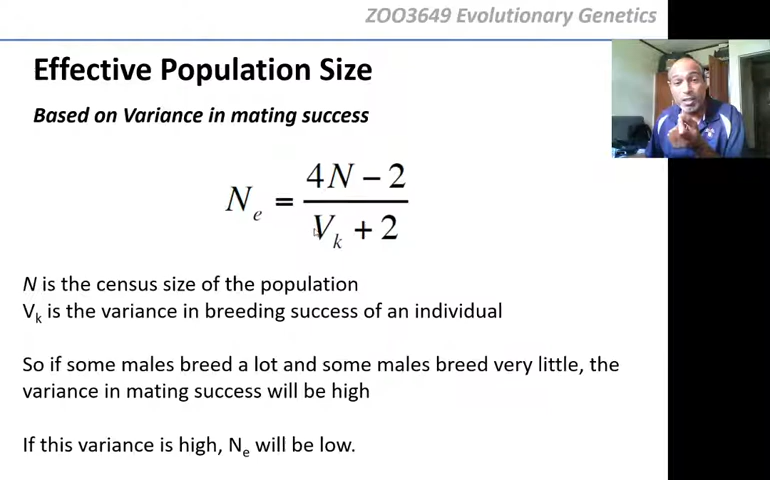 ZOO3649 Evolutionary Genetics
Effective Population Size
Based on Variance in mating success
Nₑ = (4N − 2) / (Vₖ + 2)
N is the census size of the population
Vₖ is the variance in breeding success of an individual
So if some males breed a lot and some males breed very little, the
variance in mating success will be high
If this variance is high, Nₑ will be low.